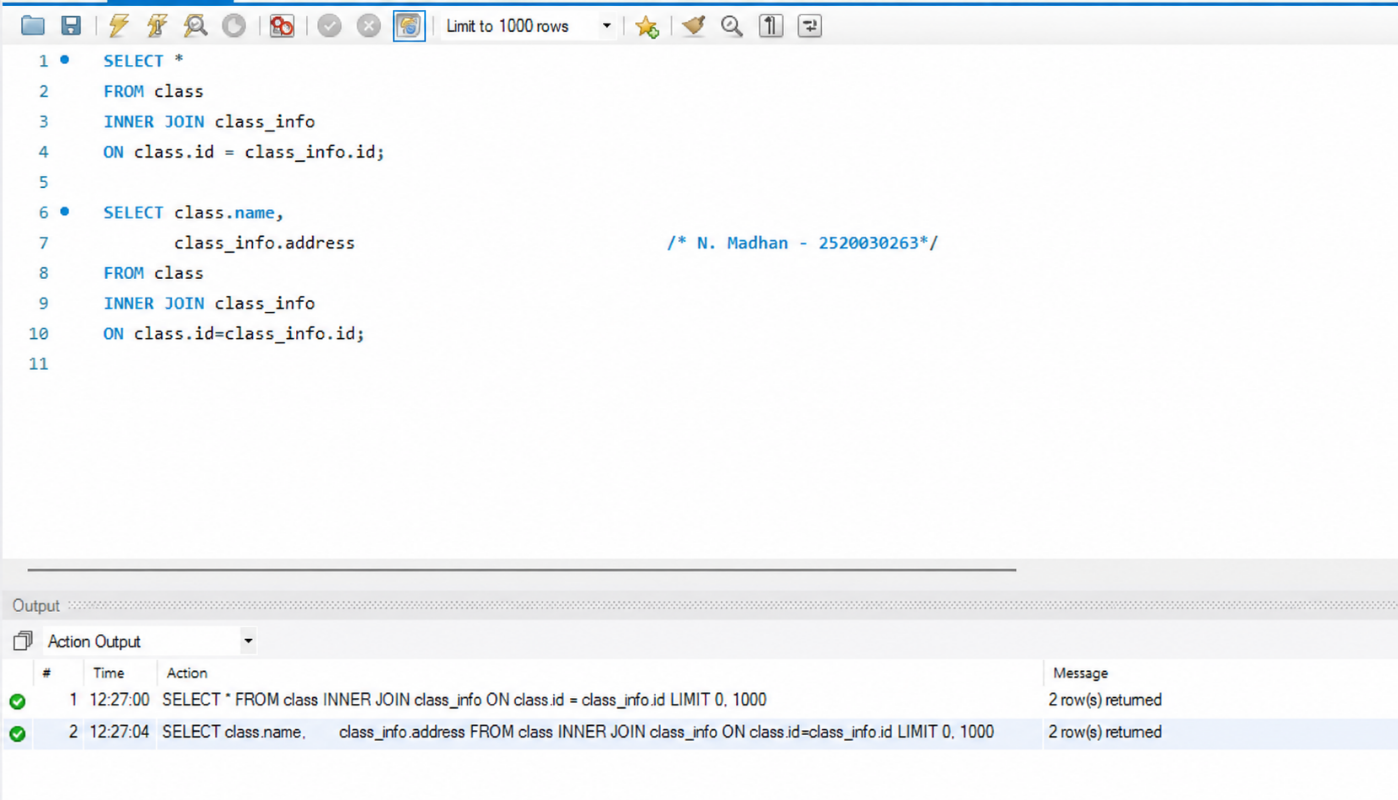 Limit to 1000 rows
1 SELECT *
2 FROM class
3 INNER JOIN class_info
4 ON class.id = class_info.id;
5
6 SELECT class.name,
7 class_info.address /* N. Madhan - 2520030263*/
8 FROM class
9 INNER JOIN class_info
10 ON class.id=class_info.id;
11
Output
Action Output
# Time Action Message
1 12:27:00 SELECT * FROM class INNER JOIN class_info ON class.id = class_info.id LIMIT 0, 1000 2 row(s) returned
2 12:27:04 SELECT class.name, class_info.address FROM class INNER JOIN class_info ON class.id=class_info.id LIMIT 0, 1000 2 row(s) returned